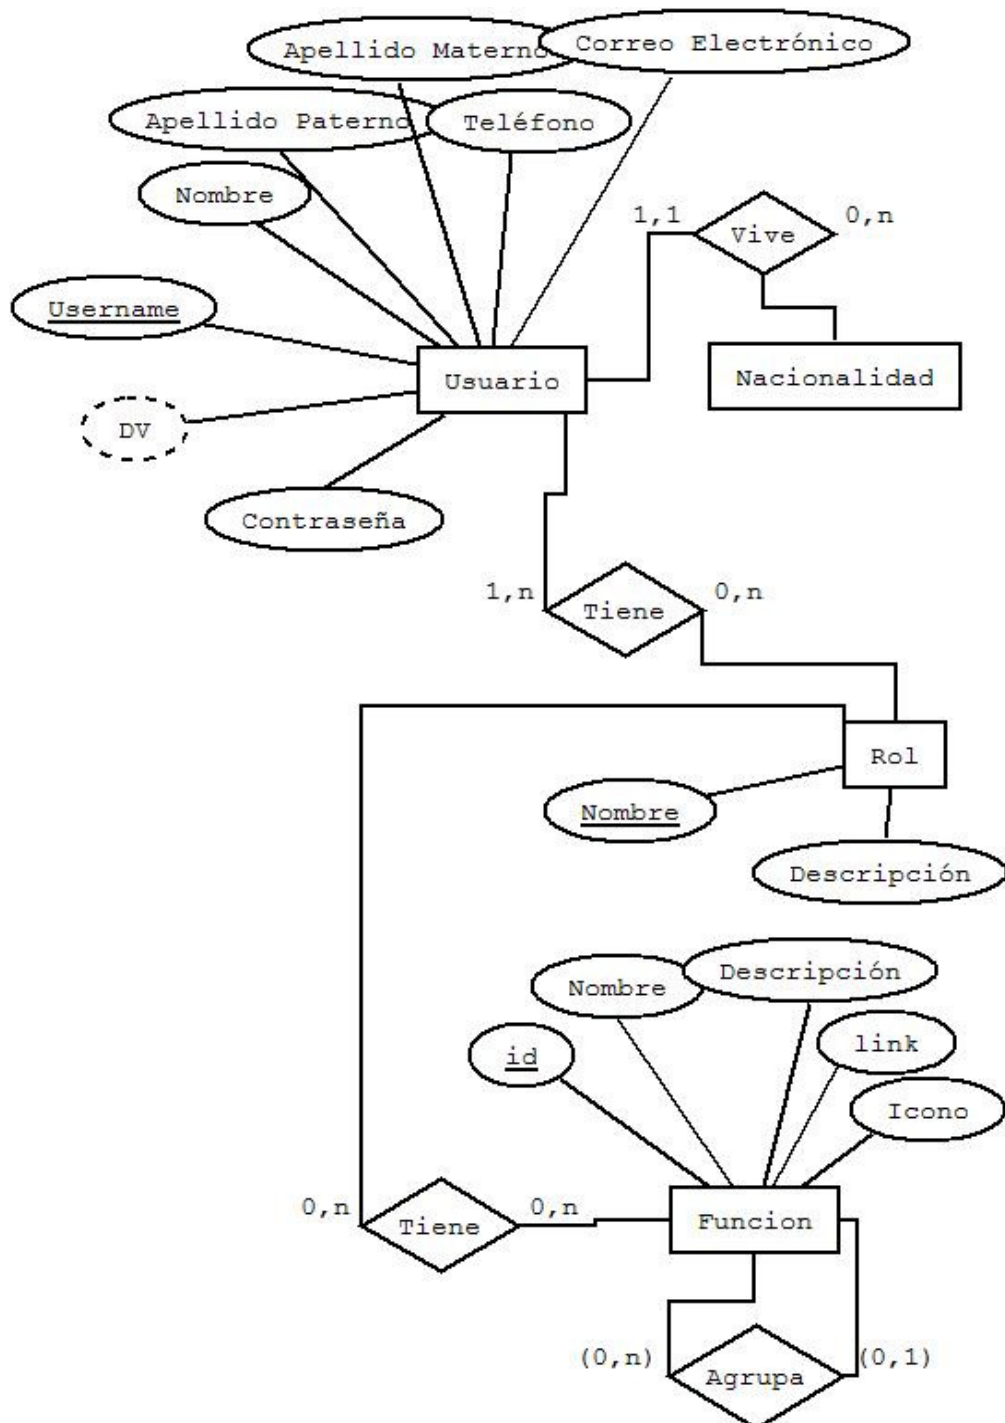 Apellido Materno
Correo Electrónico
Apellido Paterno
Teléfono
Nombre
1,1
Vive
0,n
Username
Usuario
Nacionalidad
DV
Contraseña
1,n
Tiene
0,n
Rol
Nombre
Descripción
Nombre
Descripción
id
link
Icono
0,n
Tiene
0,n
Funcion
(0,n)
Agrupa
(0,1)